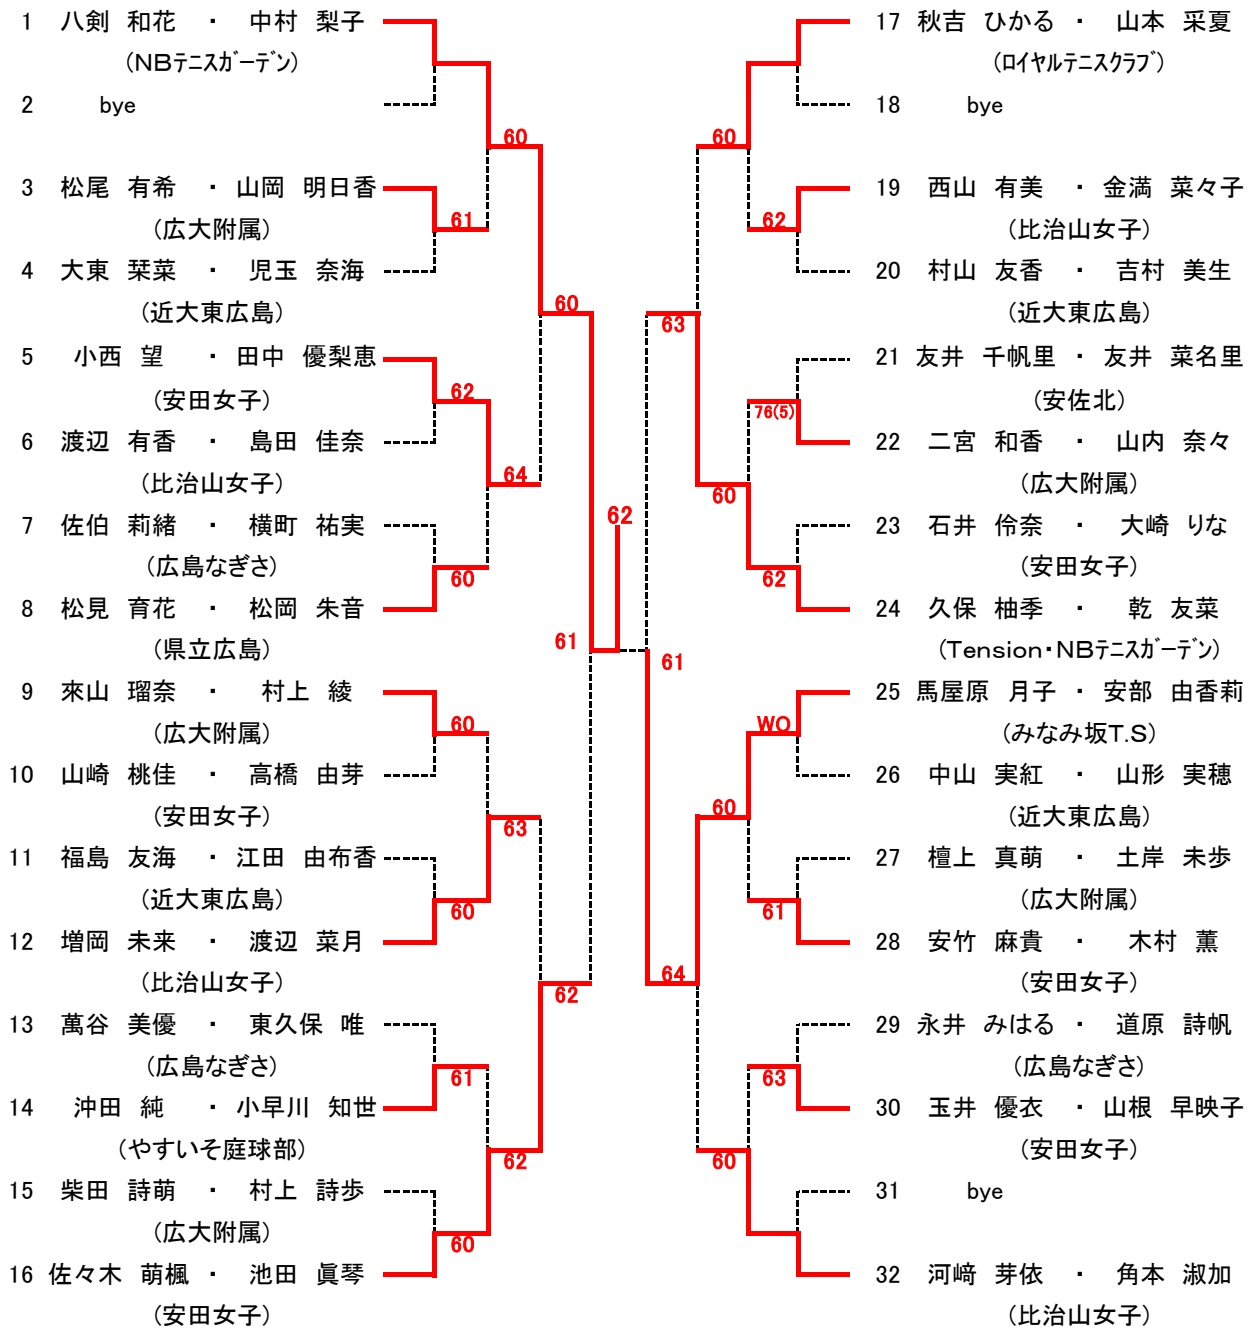 1 八剣 和花 ・ 中村 梨子
(NBテニスガーデン)
2 bye
60
3 松尾 有希 ・ 山岡 明日香
61
(広大附属)
4 大東 琹菜 ・ 児玉 奈海
(近大東広島)
60
5 小西 望 ・ 田中 優梨恵
62
(安田女子)
6 渡辺 有香 ・ 島田 佳奈
(比治山女子)
64
7 佐伯 莉緒 ・ 横町 祐実
(広島なぎさ)
60
8 松見 育花 ・ 松岡 朱音
(県立広島)
61
62
9 來山 瑠奈 ・ 村上 綾
60
(広大附属)
10 山崎 桃佳 ・ 高橋 由芽
(安田女子)
63
11 福島 友海 ・ 江田 由布香
(近大東広島)
60
12 増岡 未来 ・ 渡辺 菜月
(比治山女子)
62
13 萬谷 美優 ・ 東久保 唯
(広島なぎさ)
61
14 沖田 純 ・ 小早川 知世
(やすいそ庭球部)
62
15 柴田 詩萌 ・ 村上 詩歩
(広大附属)
60
16 佐々木 萌楓 ・ 池田 眞琴
(安田女子)
17 秋吉 ひかる ・ 山本 采夏
(ロイヤルテニスクラブ)
18 bye
60
19 西山 有美 ・ 金満 菜々子
62
(比治山女子)
20 村山 友香 ・ 吉村 美生
(近大東広島)
63
21 友井 千帆里 ・ 友井 菜名里
(安佐北)
76(5)
22 二宮 和香 ・ 山内 奈々
(広大附属)
60
23 石井 伶奈 ・ 大崎 りな
(安田女子)
62
24 久保 柚季 ・ 乾 友菜
(Tension・NBテニスガーデン)
61
25 馬屋原 月子 ・ 安部 由香莉
WO
(みなみ坂T.S)
26 中山 実紅 ・ 山形 実穂
60
(近大東広島)
27 檀上 真萌 ・ 土岸 未歩
(広大附属)
61
28 安竹 麻貴 ・ 木村 薫
(安田女子)
64
29 永井 みはる ・ 道原 詩帆
(広島なぎさ)
63
30 玉井 優衣 ・ 山根 早映子
(安田女子)
60
31 bye
32 河﨑 芽依 ・ 角本 淑加
(比治山女子)